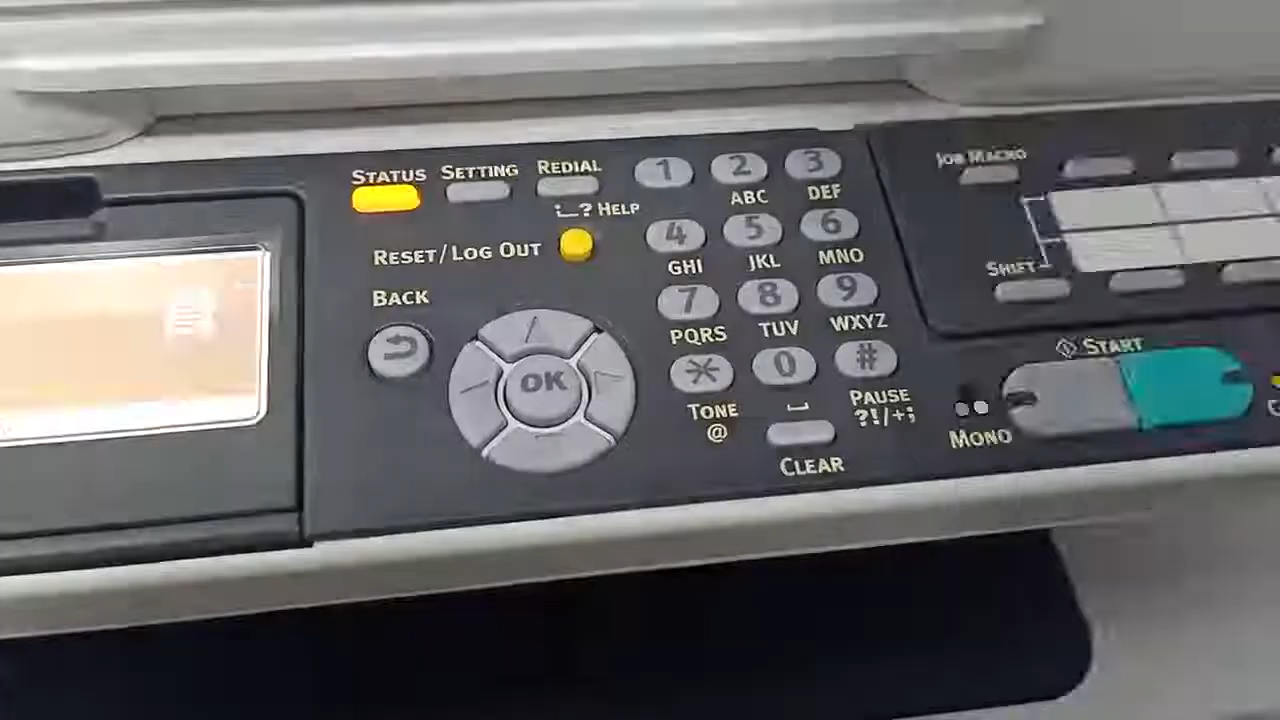 STATUS SETTING REDIAL
?HELP
RESET/LOG OUT
BACK
OK
1 2 3
ABC DEF
4 5 6
GHI JKL MNO
7 8 9
PQRS TUV WXYZ
* 0 #
TONE PAUSE
@ ?!/+;
CLEAR
JOB MACRO
SHIFT
START
MONO